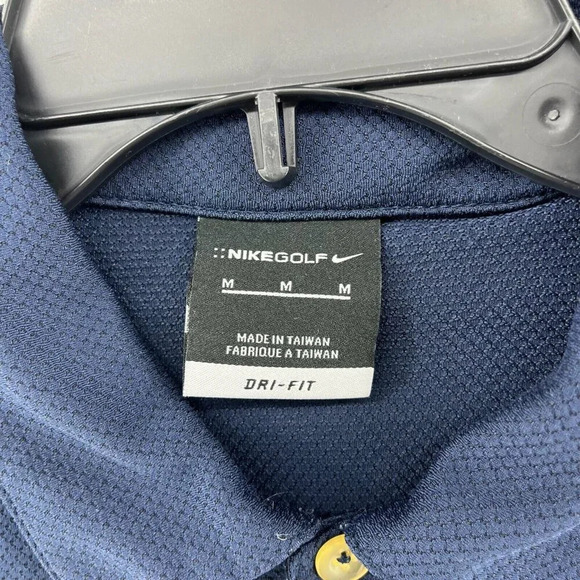 ::NIKEGOLF
M M M
MADE IN TAIWAN
FABRIQUE A TAIWAN
DRI-FIT